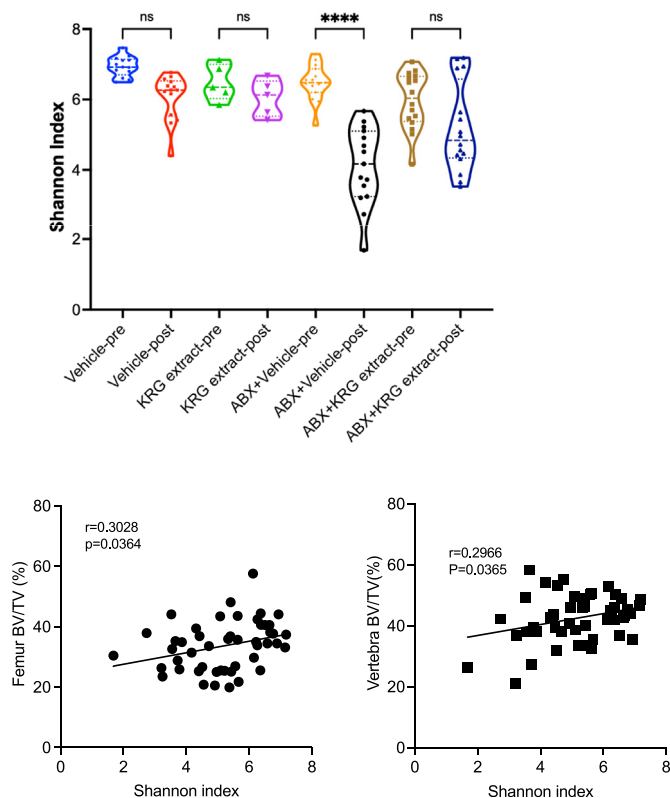 ns
ns
****
ns
Shannon Index
8
6
4
2
0
Vehicle-pre
Vehicle-post
KRG extract-pre
KRG extract-post
ABX+Vehicle-pre
ABX+Vehicle-post
ABX+KRG extract-pre
ABX+KRG extract-post
Femur BV/TV (%)
80
60
40
20
0
r=0.3028
p=0.0364
0
2
4
6
8
Shannon index
Vertebra BV/TV(%)
80
60
40
20
0
r=0.2966
P=0.0365
0
2
4
6
8
Shannon index